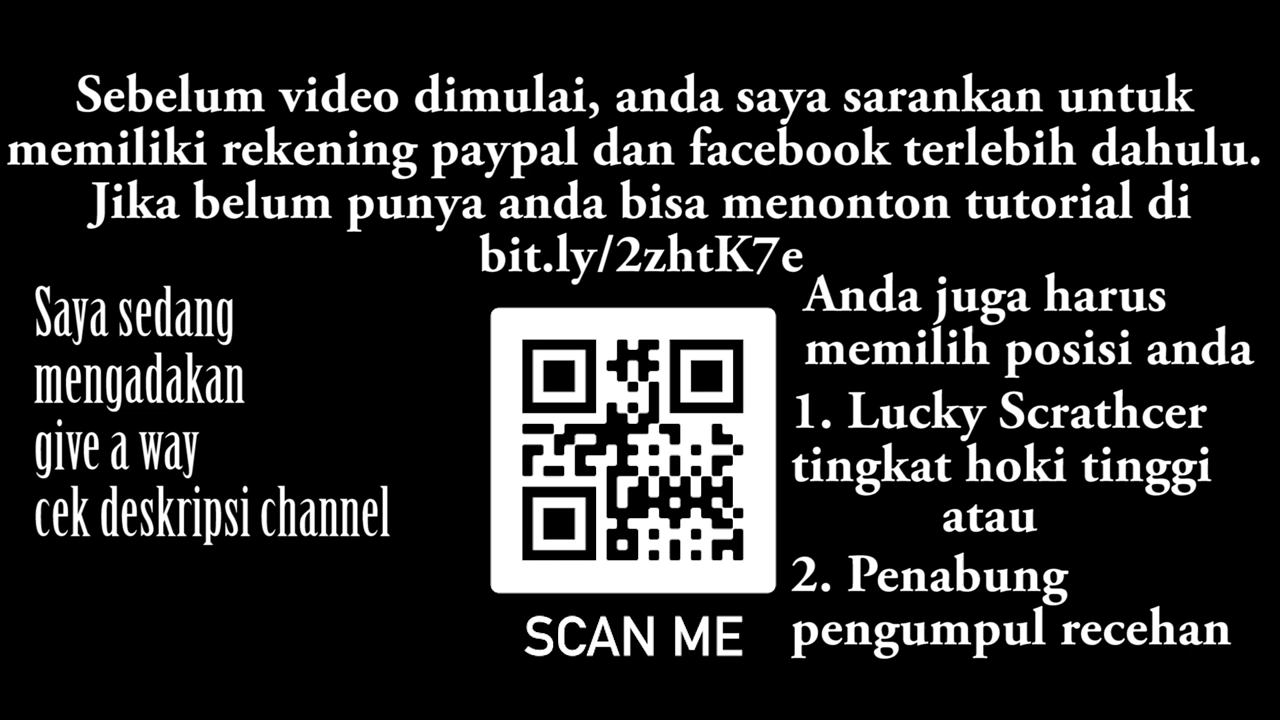 Sebelum video dimulai, anda saya sarankan untuk
memiliki rekening paypal dan facebook terlebih dahulu.
Jika belum punya anda bisa menonton tutorial di
bit.ly/2zhtK7e
Saya sedang
mengadakan
give a way
cek deskripsi channel
SCAN ME
Anda juga harus
memilih posisi anda
1. Lucky Scrathcer
tingkat hoki tinggi
atau
2. Penabung
pengumpul recehan